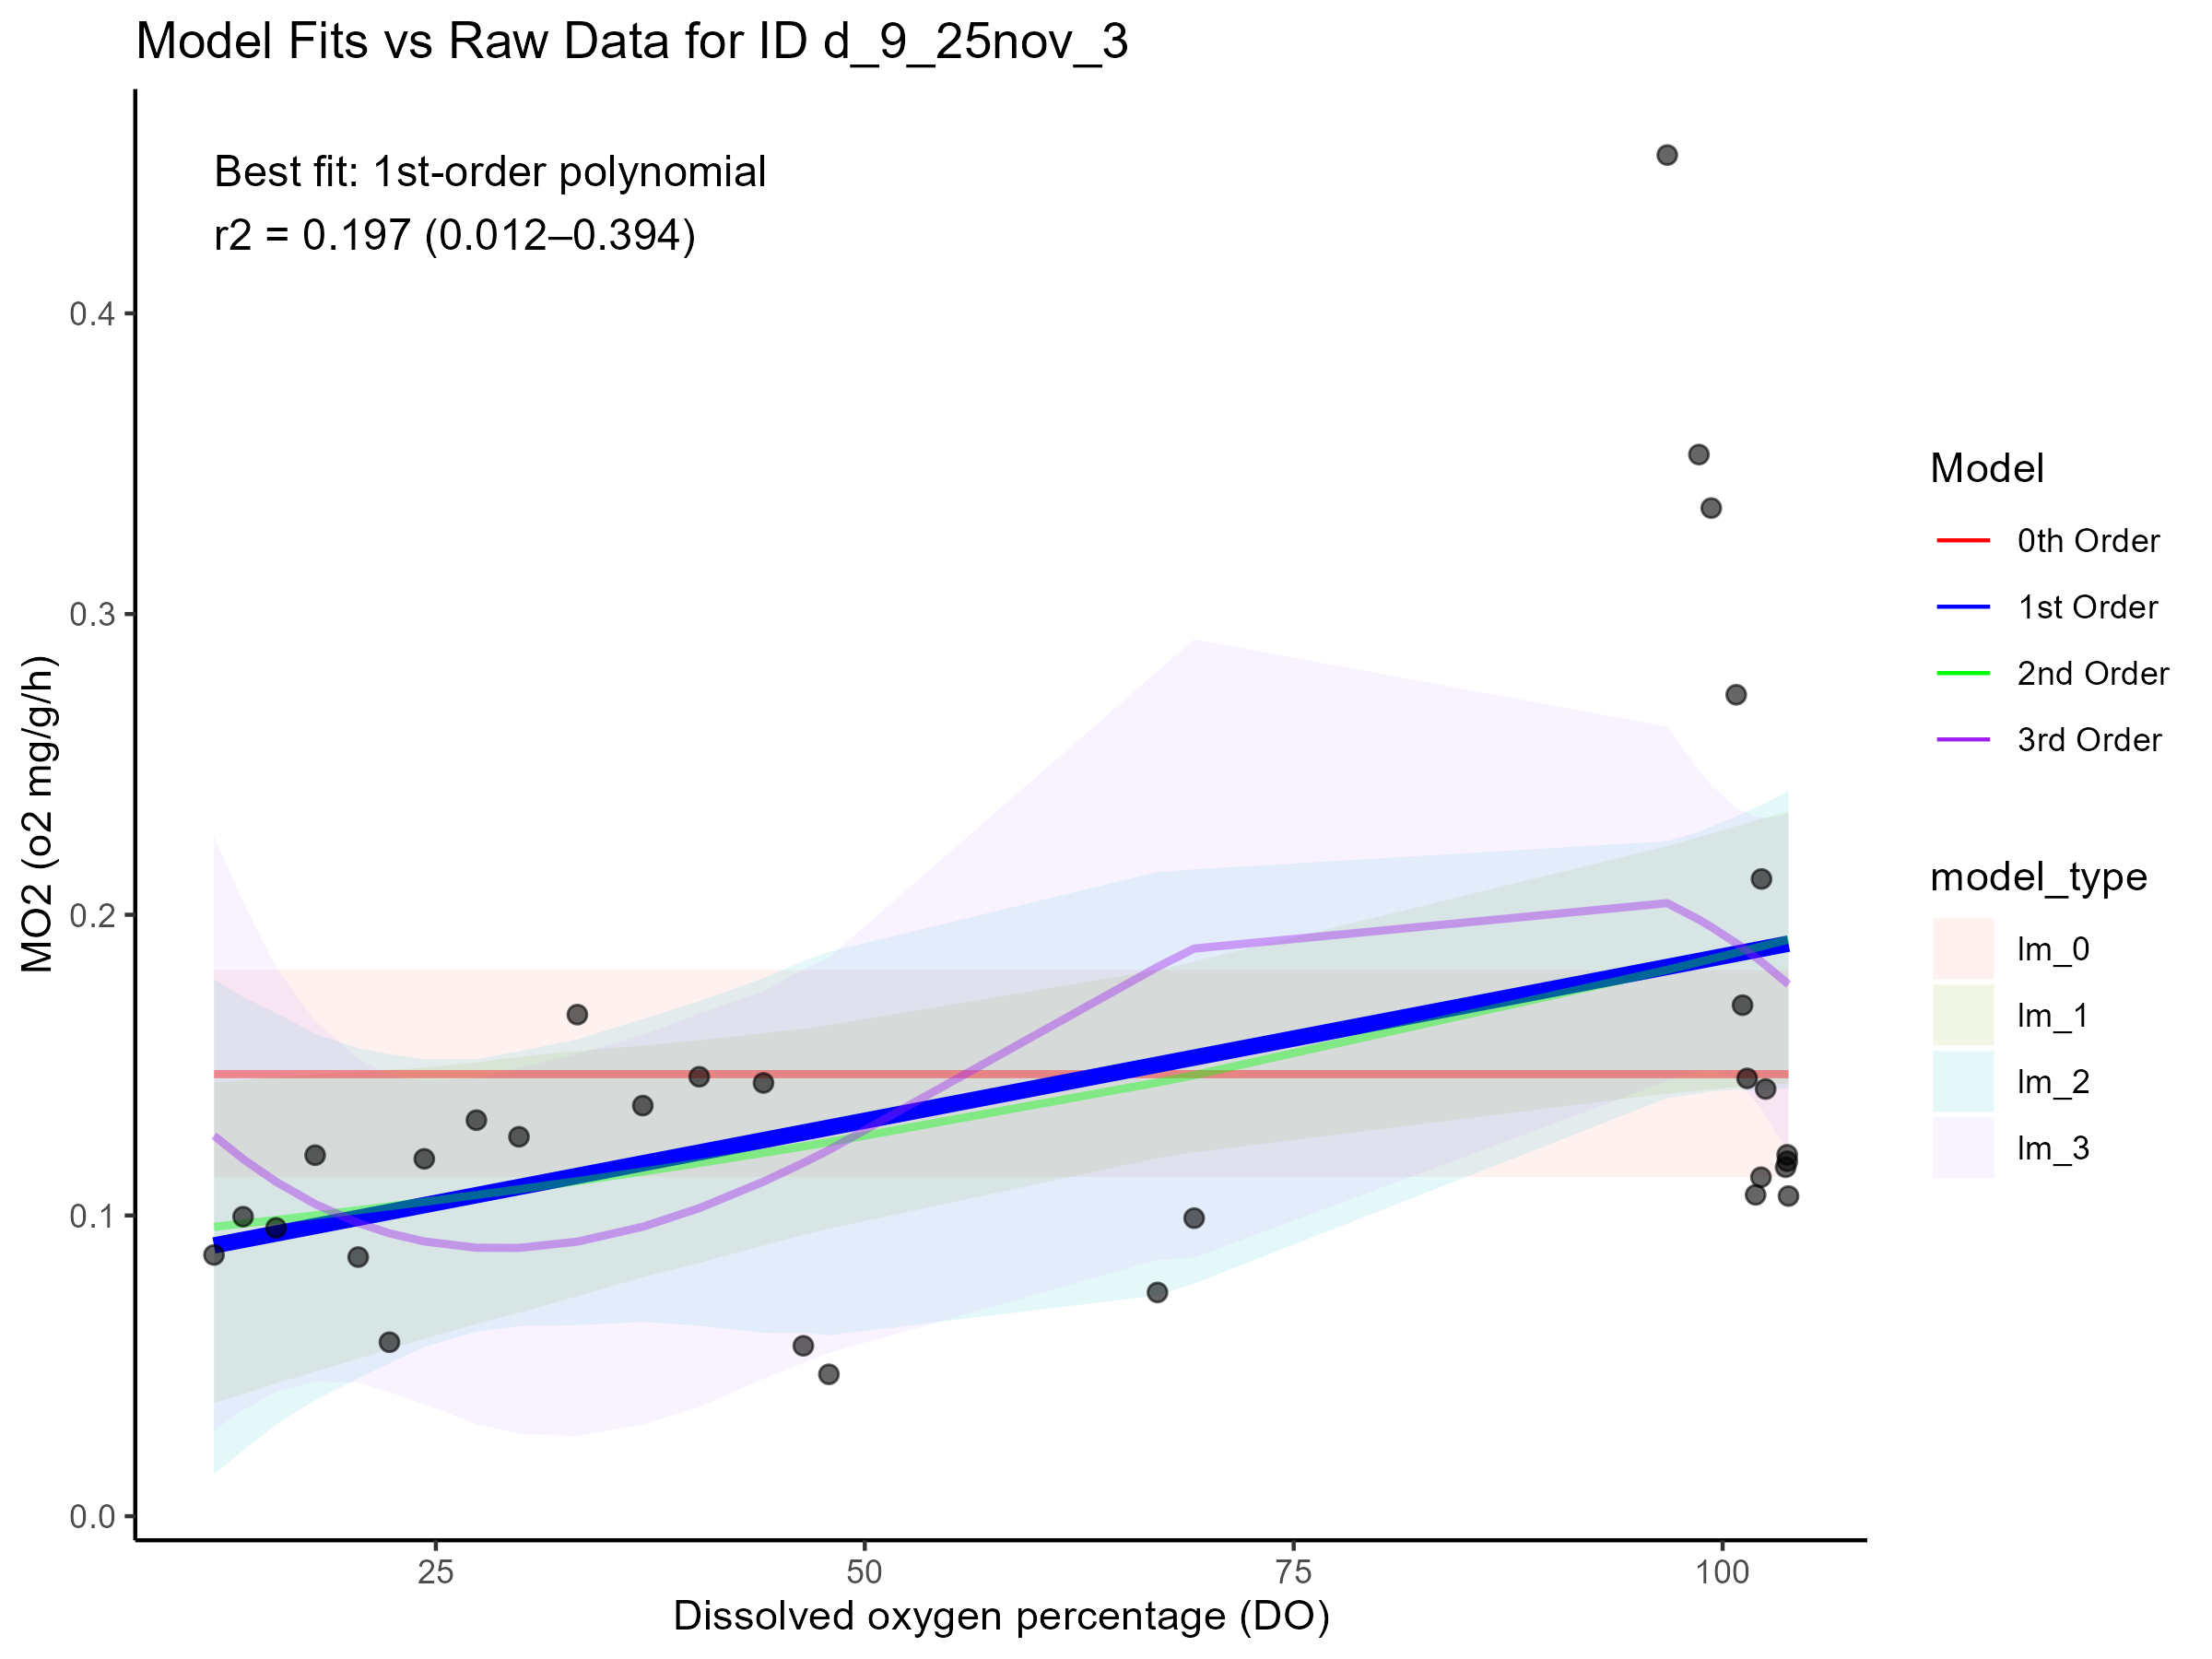 Model Fits vs Raw Data for ID d_9_25nov_3
Best fit: 1st-order polynomial
r2 = 0.197 (0.012–0.394)
MO2 (o2 mg/g/h)
0.4
0.3
0.2
0.1
0.0
25
50
75
100
Dissolved oxygen percentage (DO)
Model
0th Order
1st Order
2nd Order
3rd Order
model_type
lm_0
lm_1
lm_2
lm_3